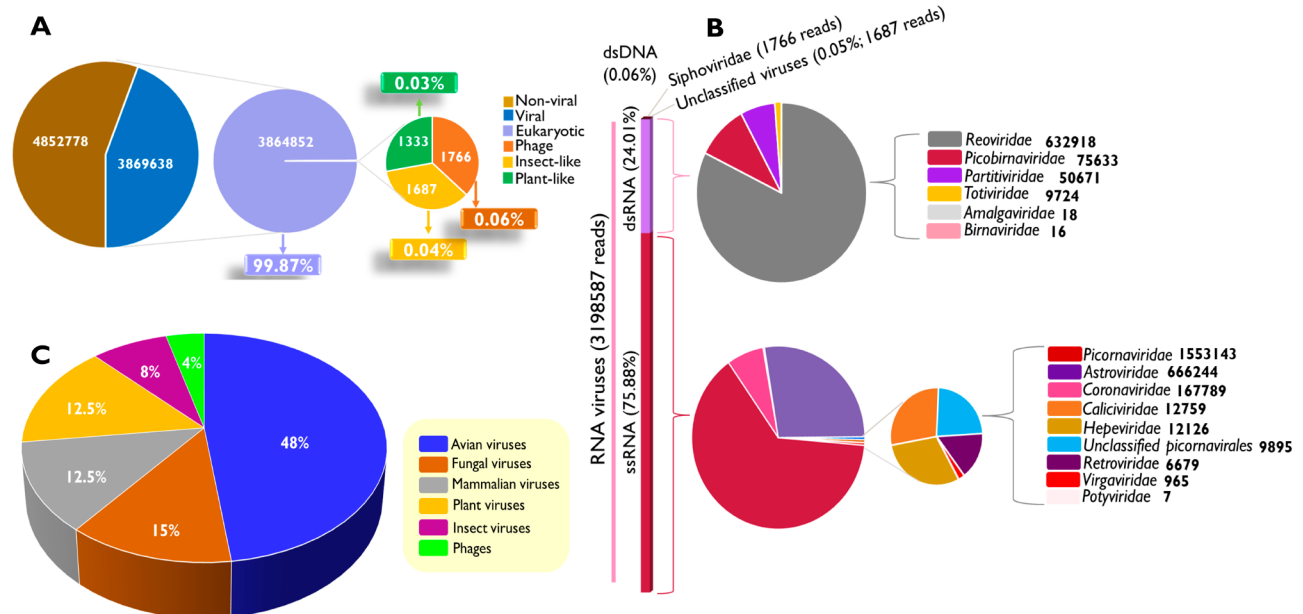 A
4852778
3869638
3864852
99.87%
0.03%
1333
1766
1687
0.06%
0.04%
Non-viral
Viral
Eukaryotic
Phage
Insect-like
Plant-like
B
dsDNA
(0.06%)
Siphoviridae (1766 reads)
Unclassified viruses (0.05%; 1687 reads)
RNA viruses (3198587 reads)
dsRNA (24.01%)
ssRNA (75.88%)
Reoviridae 632918
Picobirnaviridae 75633
Partitiviridae 50671
Totiviridae 9724
Amalgaviridae 18
Birnaviridae 16
Picornaviridae 1553143
Astroviridae 666244
Coronaviridae 167789
Caliciviridae 12759
Hepeviridae 12126
Unclassified picornavirales 9895
Retroviridae 6679
Virgaviridae 965
Potyviridae 7
C
48%
15%
12.5%
12.5%
8%
4%
Avian viruses
Fungal viruses
Mammalian viruses
Plant viruses
Insect viruses
Phages